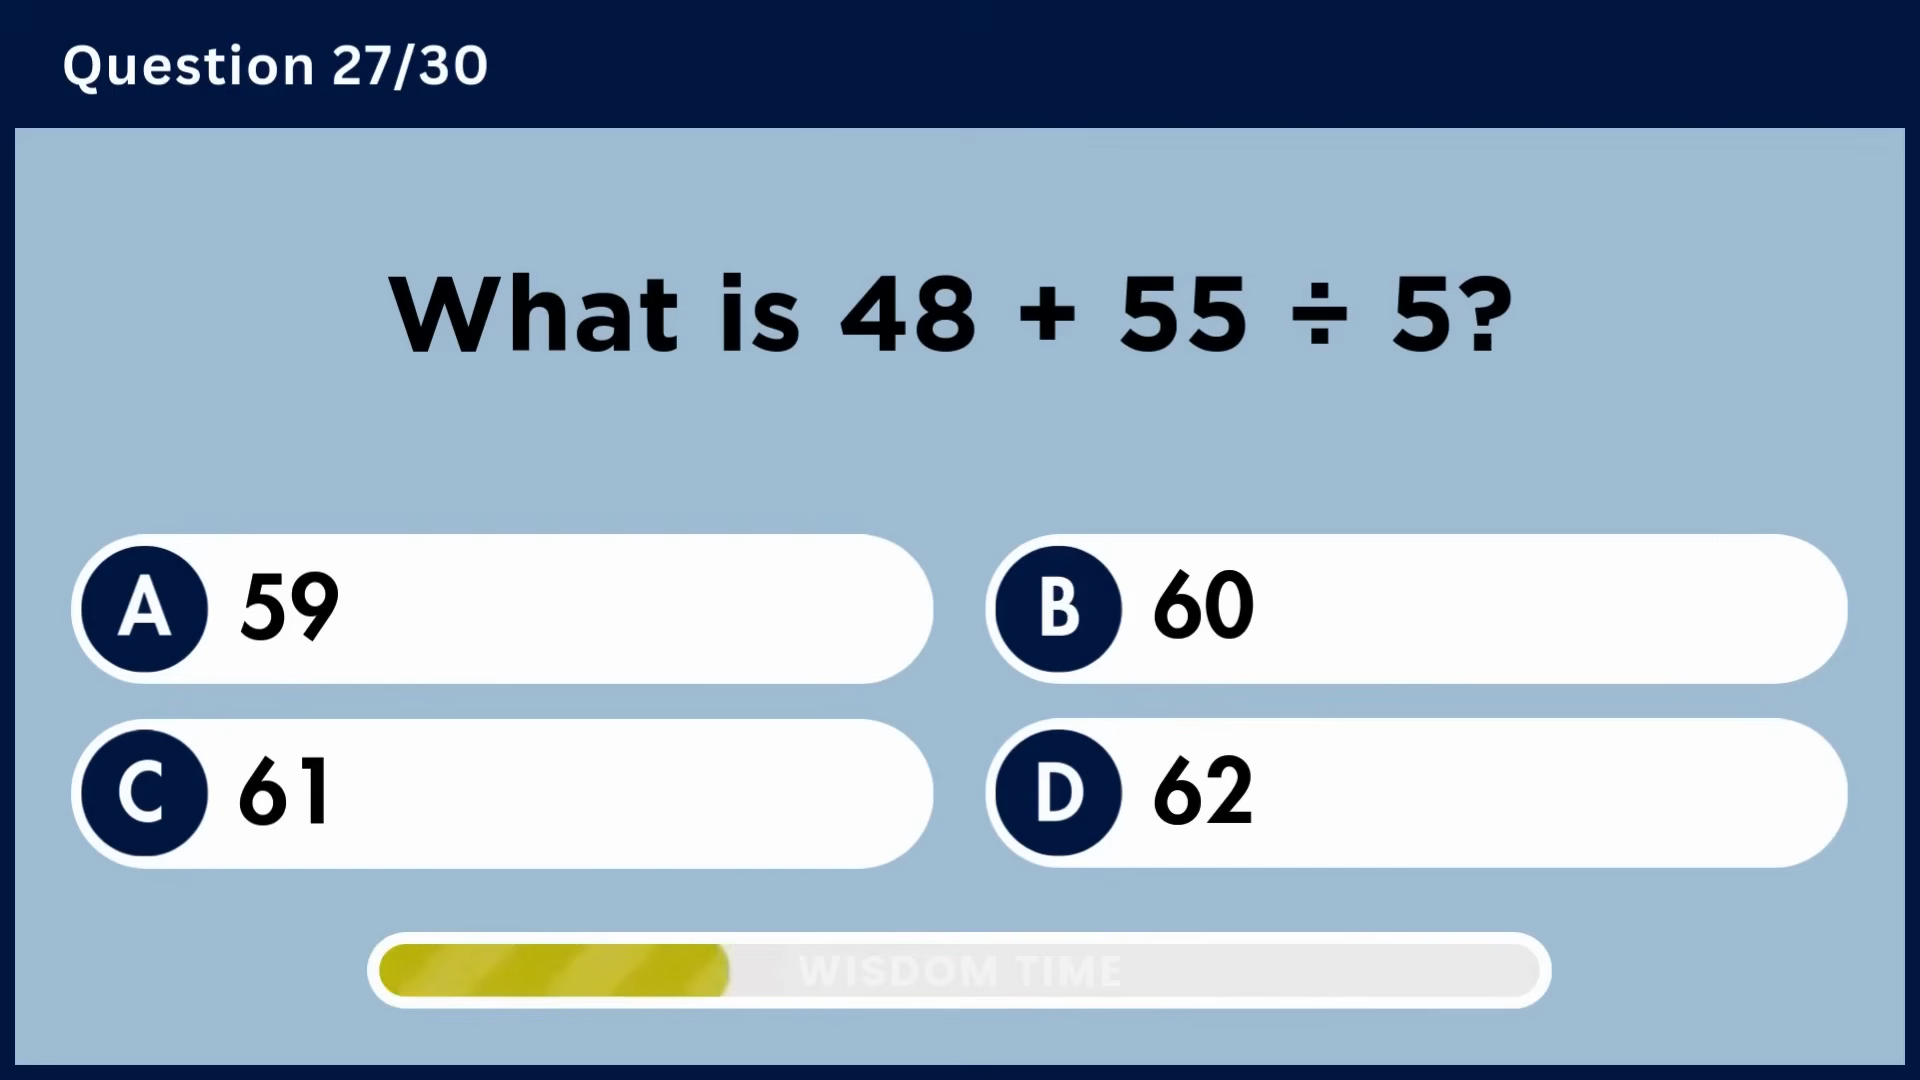 Question 27/30
What is 48 + 55 ÷ 5?
A 59
B 60
C 61
D 62
WISDOM TIME